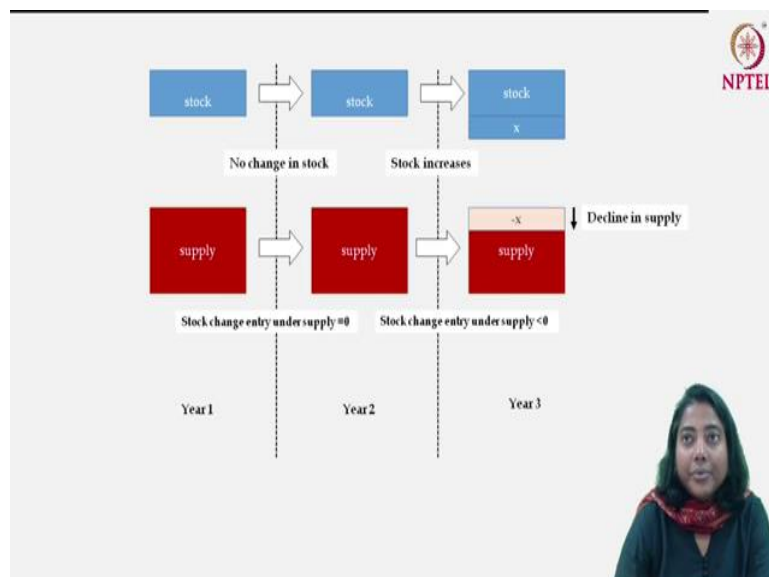 NPTEL
stock
stock
stock
x
No change in stock
Stock increases
-x
Decline in supply
supply
supply
supply
Stock change entry under supply =0
Stock change entry under supply <0
Year 1
Year 2
Year 3